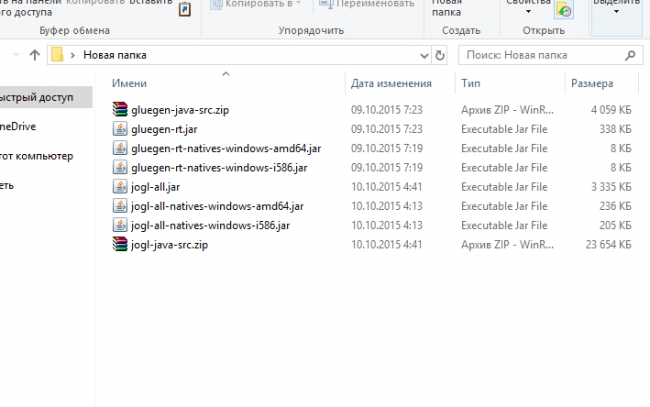 ть на панели Вставить
го доступа
Копировать в
Переименовать
Новая
папка
Свойства
Выделить
Буфер обмена
Упорядочить
Создать
Открыть
Новая папка
Поиск: Новая папка
Имени Дата изменения Тип Размера
ыстрый доступ
neDrive
тот компьютер
еть
gluegen-java-src.zip 09.10.2015 7:23 Архив ZIP - WinR... 4 059 КБ
gluegen-rt.jar 09.10.2015 7:23 Executable Jar File 338 КБ
gluegen-rt-natives-windows-amd64.jar 09.10.2015 7:19 Executable Jar File 8 КБ
gluegen-rt-natives-windows-i586.jar 09.10.2015 7:19 Executable Jar File 8 КБ
jogl-all.jar 10.10.2015 4:41 Executable Jar File 3 335 КБ
jogl-all-natives-windows-amd64.jar 10.10.2015 4:13 Executable Jar File 236 КБ
jogl-all-natives-windows-i586.jar 10.10.2015 4:13 Executable Jar File 205 КБ
jogl-java-src.zip 10.10.2015 4:41 Архив ZIP - WinR... 23 654 КБ